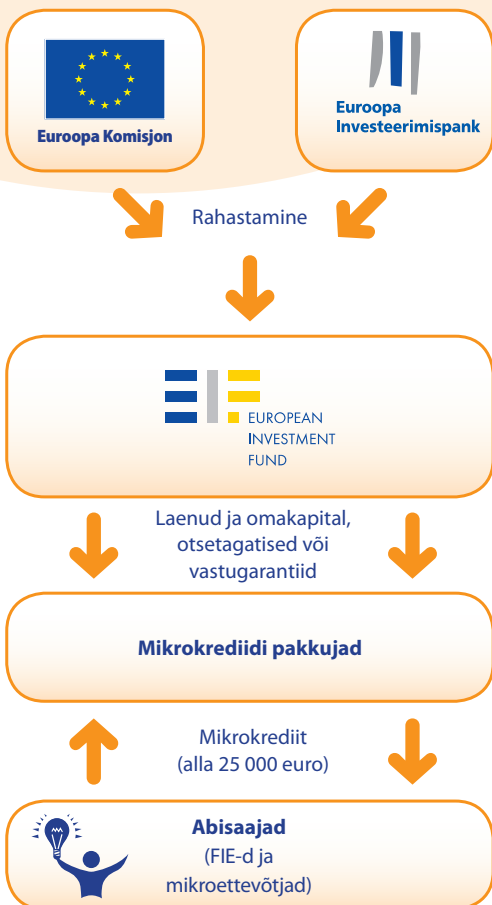 Euroopa Komisjon
Euroopa
Investeerimispank
Rahastamine
EUROPEAN
INVESTMENT
FUND
Laenud ja omakapital,
otsetagatised või
vastugarantiid
Mikrokrediidi pakkujad
Mikrokrediit
(alla 25 000 euro)
Abisaajad
(FIE-d ja
mikroettevõtjad)